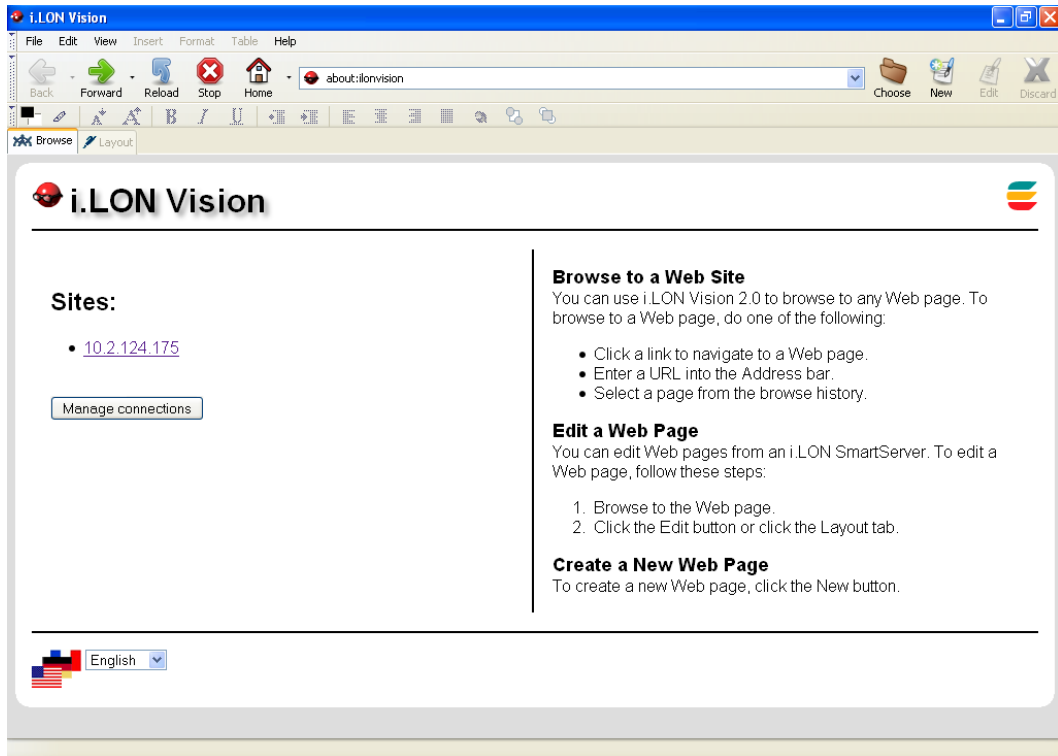 i.LON Vision
File Edit View Insert Format Table Help
Back Forward Reload Stop Home about:ilonvision Choose New Edit Discard
A A B I U
Browse Layout
i.LON Vision
Sites:
10.2.124.175
Manage connections
Browse to a Web Site
You can use i.LON Vision 2.0 to browse to any Web page. To
browse to a Web page, do one of the following:
Click a link to navigate to a Web page.
Enter a URL into the Address bar.
Select a page from the browse history.
Edit a Web Page
You can edit Web pages from an i.LON SmartServer. To edit a
Web page, follow these steps:
1. Browse to the Web page.
2. Click the Edit button or click the Layout tab.
Create a New Web Page
To create a new Web page, click the New button.
English